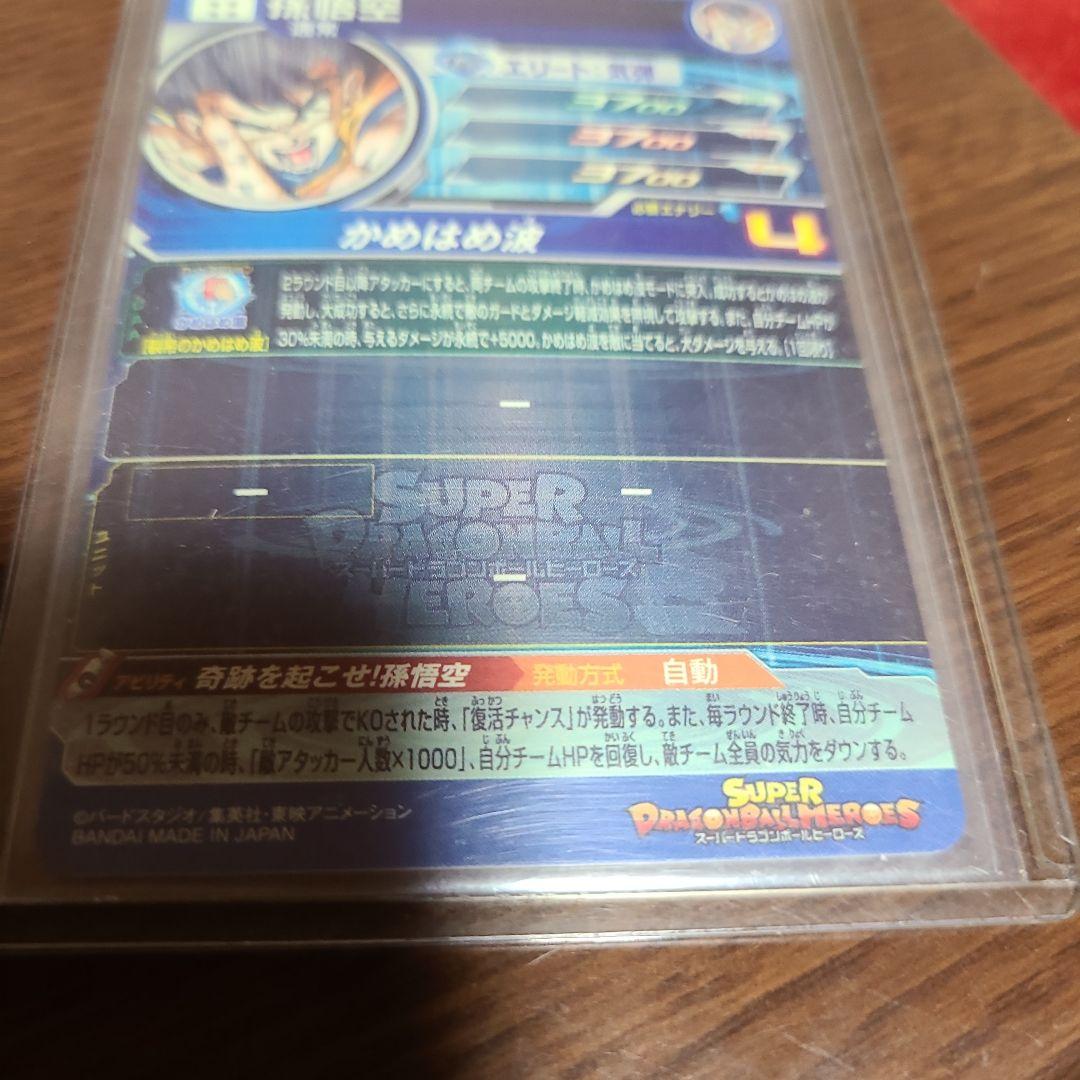 孫悟空
通常
エリート・気弾
3700
3700
3700
必要エナジー
4
かめはめ波
2ラウンド目以降アタッカーにすると、両チームの攻撃終了時、かめはめ波モードに突入。成功するとかめはめ波が
発動し、大成功すると、さらに永続で敵のガードとダメージ軽減効果を無視して攻撃する。また、自分チームHPが
30%未満の時、与えるダメージが永続で+5000。かめはめ波を敵に当てると、大ダメージを与える。[1回限り]
ー
ー
ー
ー
SUPER
DRAGONBALL
スーパードラゴンボールヒーローズ
HEROES
アビリティ 奇跡を起こせ!孫悟空 発動方式 自動
1ラウンド目のみ、敵チームの攻撃でKOされた時、「復活チャンス」が発動する。また、毎ラウンド終了時、自分チーム
HPが50%未満の時、「敵アタッカー人数×1000」、自分チームHPを回復し、敵チーム全員の気力をダウンする。
©バードスタジオ/集英社・東映アニメーション
BANDAI MADE IN JAPAN
SUPER
DRAGONBALL HEROES
スーパードラゴンボールヒーローズ